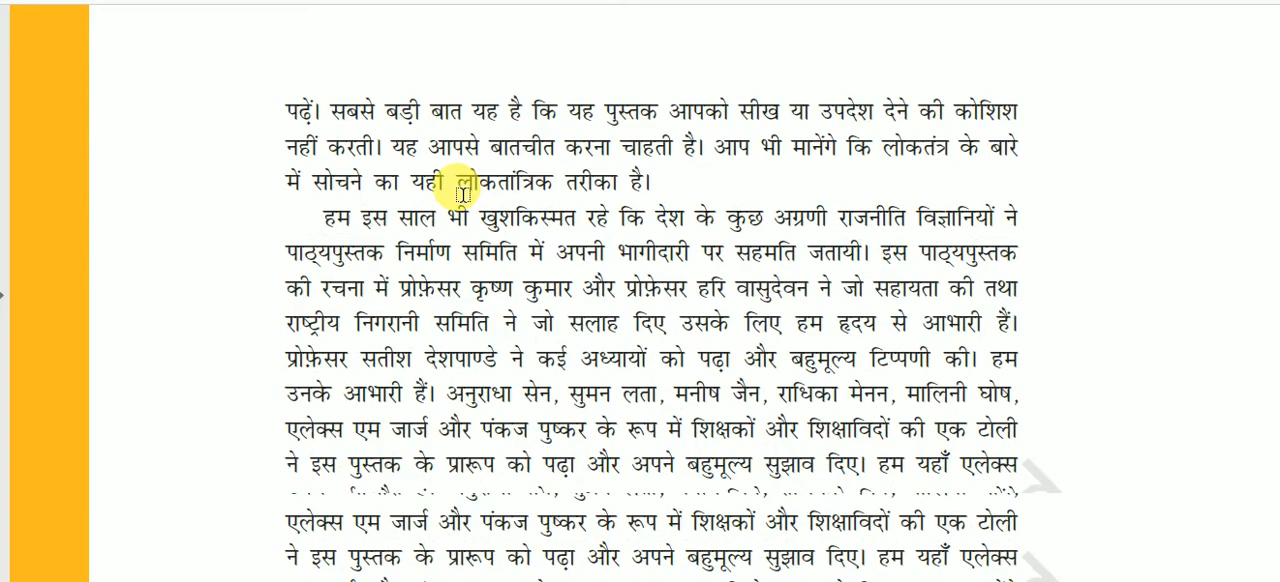 पढ़ें। सबसे बड़ी बात यह है कि यह पुस्तक आपको सीख या उपदेश देने की कोशिश
नहीं करती। यह आपसे बातचीत करना चाहती है। आप भी मानेंगे कि लोकतंत्र के बारे
में सोचने का यही लोकतांत्रिक तरीका है।
हम इस साल भी खुशकिस्मत रहे कि देश के कुछ अग्रणी राजनीति विज्ञानियों ने
पाठ्यपुस्तक निर्माण समिति में अपनी भागीदारी पर सहमति जतायी। इस पाठ्यपुस्तक
की रचना में प्रोफ़ेसर कृष्ण कुमार और प्रोफ़ेसर हरि वासुदेवन ने जो सहायता की तथा
राष्ट्रीय निगरानी समिति ने जो सलाह दिए उसके लिए हम हृदय से आभारी हैं।
प्रोफ़ेसर सतीश देशपाण्डे ने कई अध्यायों को पढ़ा और बहुमूल्य टिप्पणी की। हम
उनके आभारी हैं। अनुराधा सेन, सुमन लता, मनीष जैन, राधिका मेनन, मालिनी घोष,
एलेक्स एम जार्ज और पंकज पुष्कर के रूप में शिक्षकों और शिक्षाविदों की एक टोली
ने इस पुस्तक के प्रारूप को पढ़ा और अपने बहुमूल्य सुझाव दिए। हम यहाँ एलेक्स
एलेक्स एम जार्ज और पंकज पुष्कर के रूप में शिक्षकों और शिक्षाविदों की एक टोली
ने इस पुस्तक के प्रारूप को पढ़ा और अपने बहुमूल्य सुझाव दिए। हम यहाँ एलेक्स